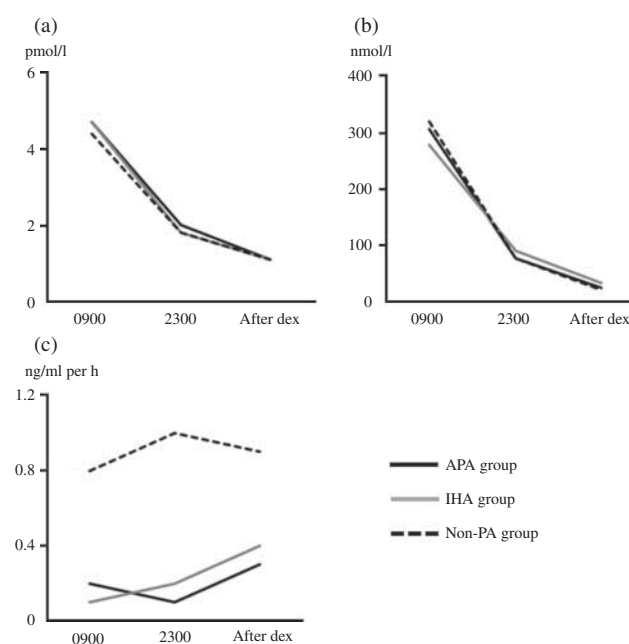 (a)
pmol/l
6
4
2
0
0900 2300 After dex
(b)
nmol/l
400
300
200
100
0
0900 2300 After dex
(c)
ng/ml per h
1.2
0.8
0.4
0
0900 2300 After dex
APA group
IHA group
Non-PA group